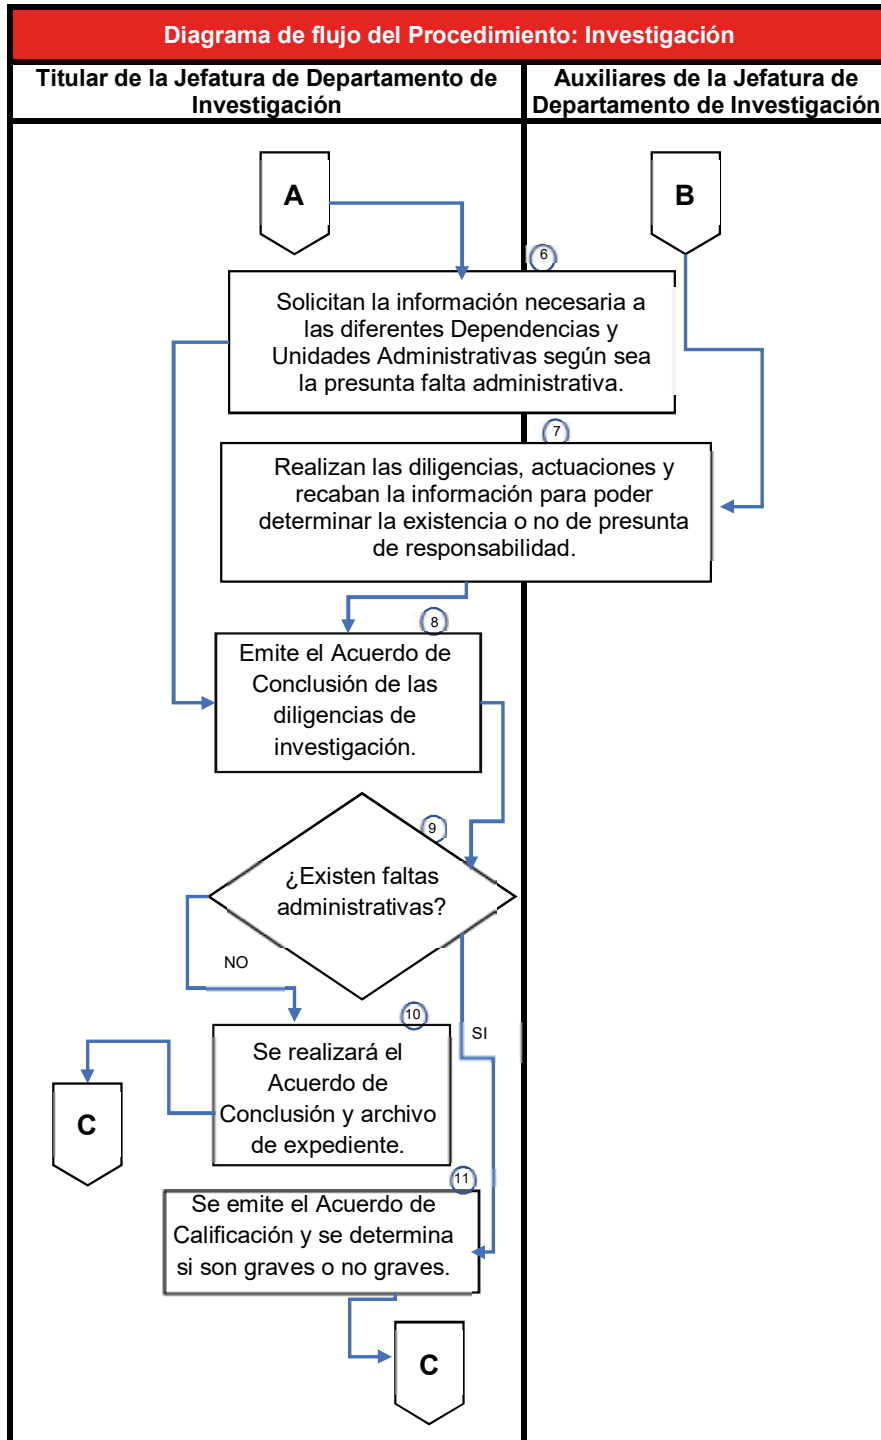 Diagrama de flujo del Procedimiento: Investigación
Titular de la Jefatura de Departamento de
Investigación
Auxiliares de la Jefatura de
Departamento de Investigación
A
B
6
Solicitan la información necesaria a
las diferentes Dependencias y
Unidades Administrativas según sea
la presunta falta administrativa.
7
Realizan las diligencias, actuaciones y
recaban la información para poder
determinar la existencia o no de presunta
de responsabilidad.
8
Emite el Acuerdo de
Conclusión de las
diligencias de
investigación.
9
¿Existen faltas
administrativas?
NO
SI
10
Se realizará el
Acuerdo de
Conclusión y archivo
de expediente.
C
11
Se emite el Acuerdo de
Calificación y se determina
si son graves o no graves.
C